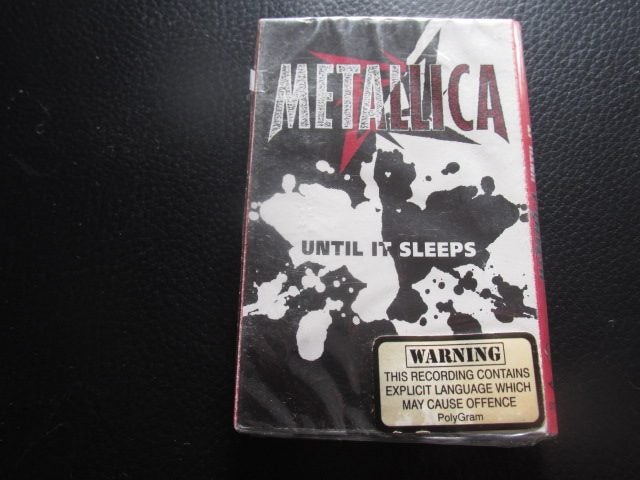 METALLICA
UNTIL IT SLEEPS
WARNING
THIS RECORDING CONTAINS
EXPLICIT LANGUAGE WHICH
MAY CAUSE OFFENCE
PolyGram